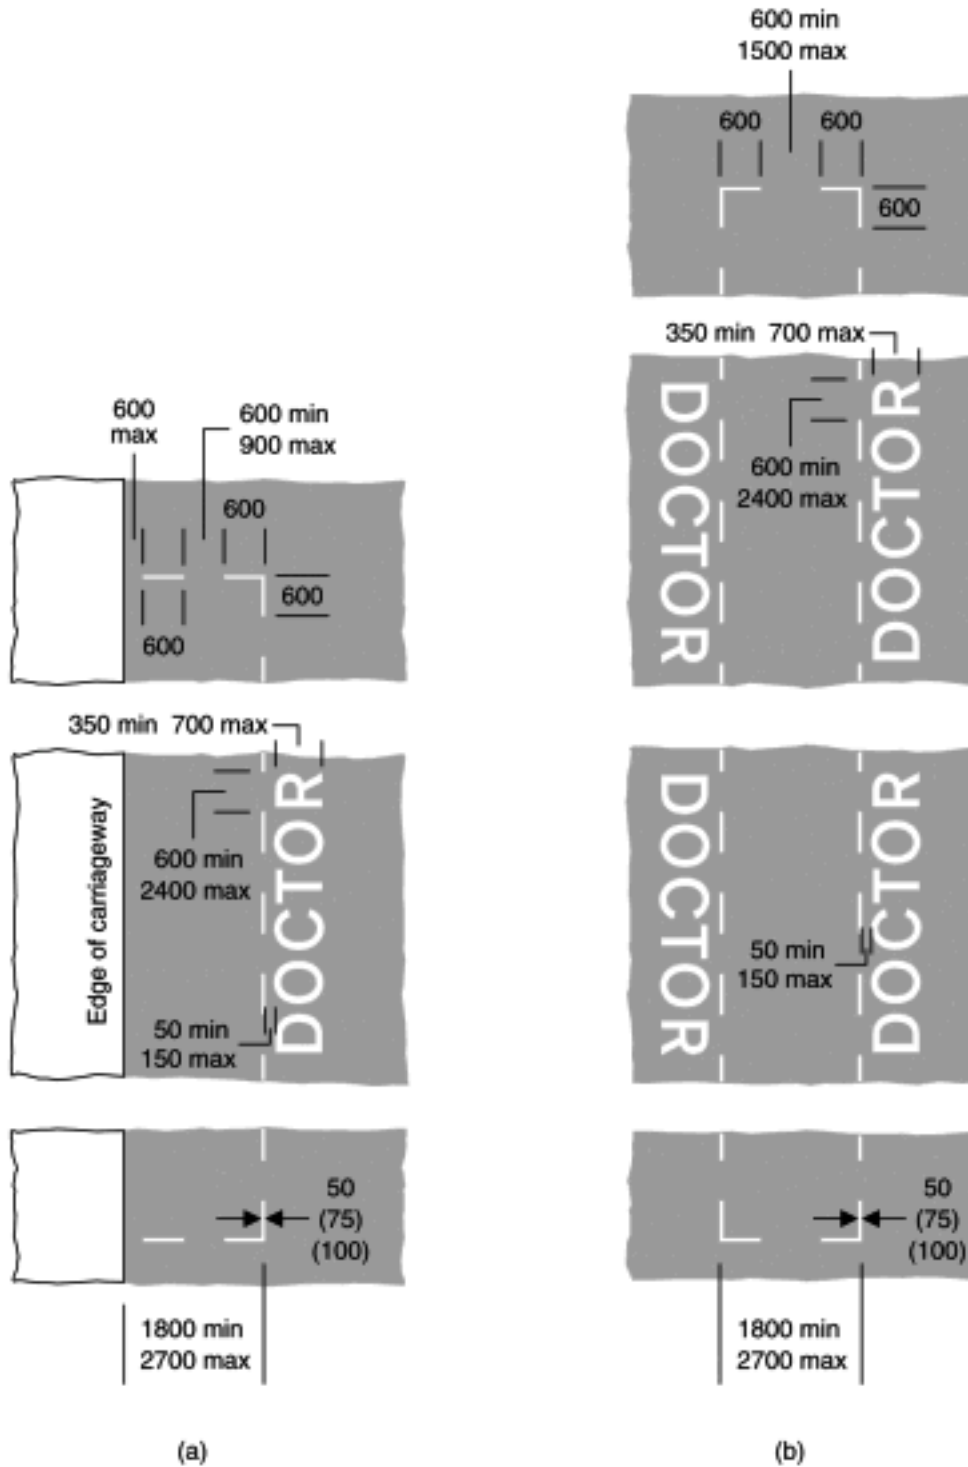 600 min
1500 max
600
600
600
350 min 700 max
DOCTOR
DOCTOR
600 min
2400 max
600
max
600 min
900 max
600
600
600
350 min 700 max
Edge of carriageway
600 min
2400 max
DOCTOR
50 min
150 max
DOCTOR
DOCTOR
50 min
150 max
50
(75)
(100)
50
(75)
(100)
1800 min
2700 max
1800 min
2700 max
(a)
(b)